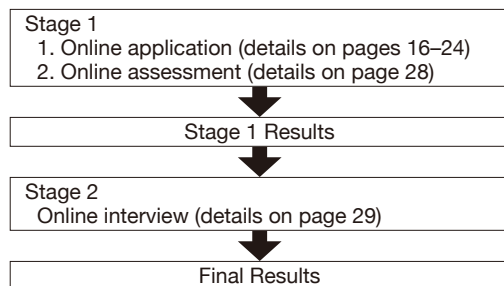 Stage 1
1. Online application (details on pages 16–24)
2. Online assessment (details on page 28)
Stage 1 Results
Stage 2
Online interview (details on page 29)
Final Results